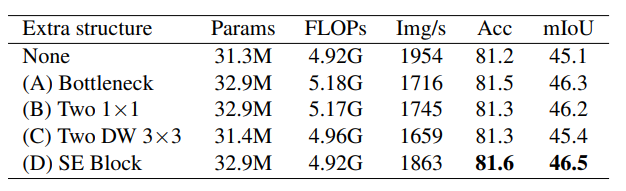 Extra structure Params FLOPs Img/s Acc mIoU
None 31.3M 4.92G 1954 81.2 45.1
(A) Bottleneck 32.9M 5.18G 1716 81.5 46.3
(B) Two 1×1 32.9M 5.17G 1745 81.3 46.2
(C) Two DW 3×3 31.4M 4.96G 1659 81.3 45.4
(D) SE Block 32.9M 4.92G 1863 81.6 46.5